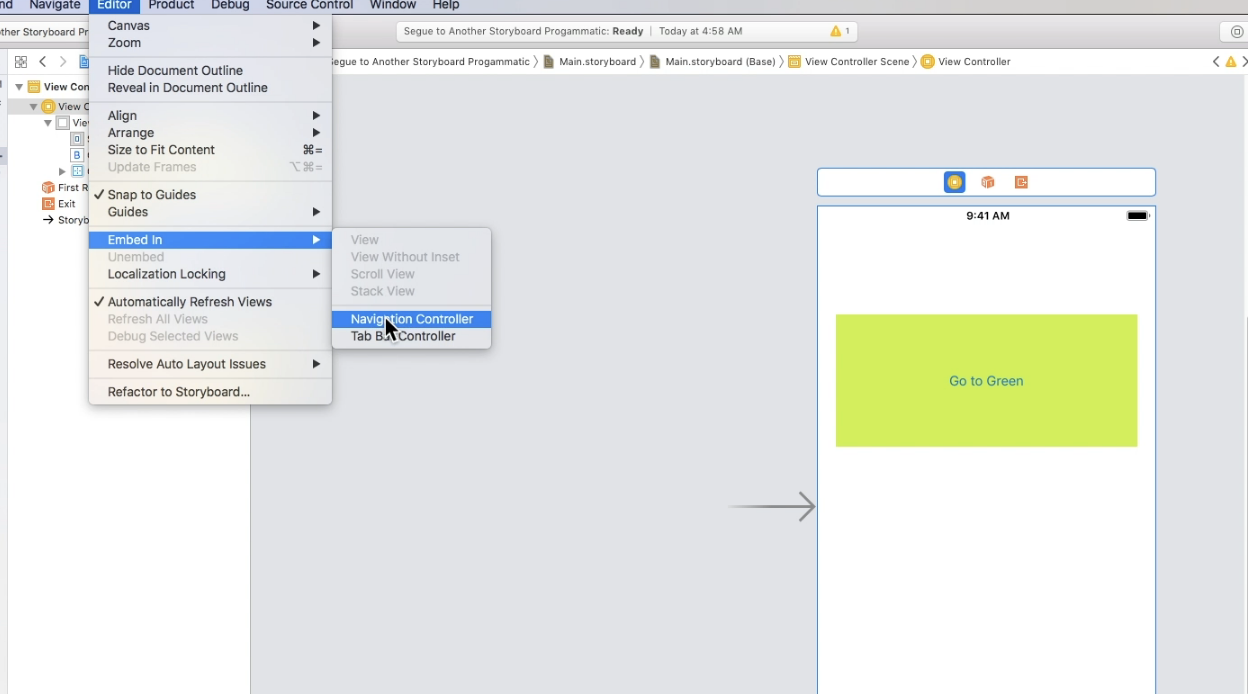 nd Navigate Editor Product Debug Source Control Window Help
ther Storyboard Pr
Segue to Another Storyboard Progammatic: Ready | Today at 4:58 AM
1
egue to Another Storyboard Progammatic 〉 Main.storyboard 〉 Main.storyboard (Base) 〉 View Controller Scene 〉 View Controller
View Con
View C
Vie
B
First R
Exit
Storyb
Canvas
Zoom
Hide Document Outline
Reveal in Document Outline
Align
Arrange
Size to Fit Content ⌘=
Update Frames ⌥⌘=
✓ Snap to Guides
Guides
Embed In
Unembed
Localization Locking
✓ Automatically Refresh Views
Refresh All Views
Debug Selected Views
Resolve Auto Layout Issues
Refactor to Storyboard...
View
View Without Inset
Scroll View
Stack View
Navigation Controller
Tab Bar Controller
9:41 AM
Go to Green